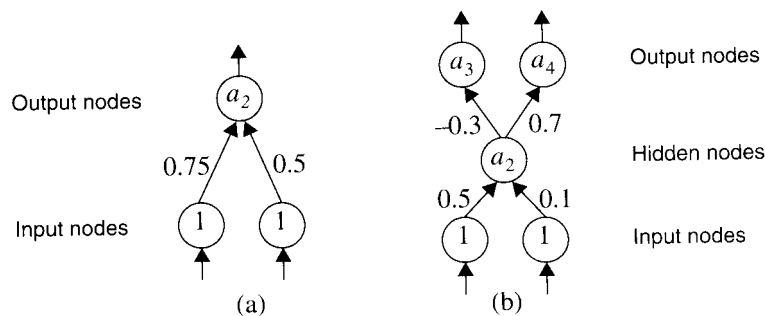 Output nodes
a₂
0.75
0.5
Input nodes
1
1
(a)
a₃
a₄
Output nodes
–0.3
0.7
a₂
Hidden nodes
0.5
0.1
1
1
Input nodes
(b)